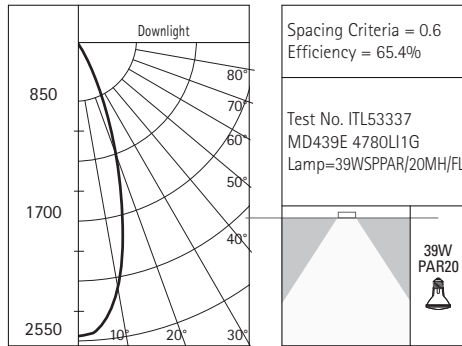 Downlight
850
1700
2550
80°
70°
60°
50°
40°
10°
20°
30°
Spacing Criteria = 0.6
Efficiency = 65.4%
Test No. ITL53337
MD439E 4780LI1G
Lamp=39WSPPAR/20MH/FL
39W
PAR20